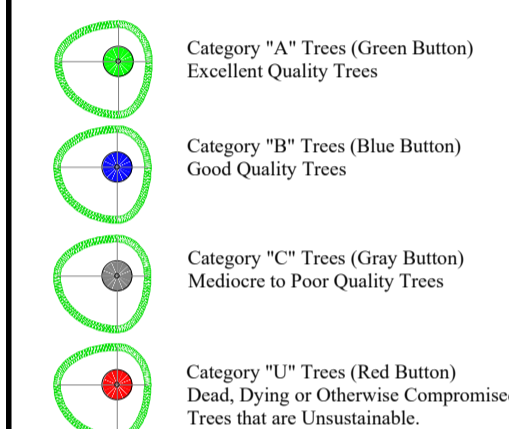 Category "A" Trees (Green Button)
Excellent Quality Trees
Category "B" Trees (Blue Button)
Good Quality Trees
Category "C" Trees (Gray Button)
Mediocre to Poor Quality Trees
Category "U" Trees (Red Button)
Dead, Dying or Otherwise Compromise
Trees that are Unsustainable.